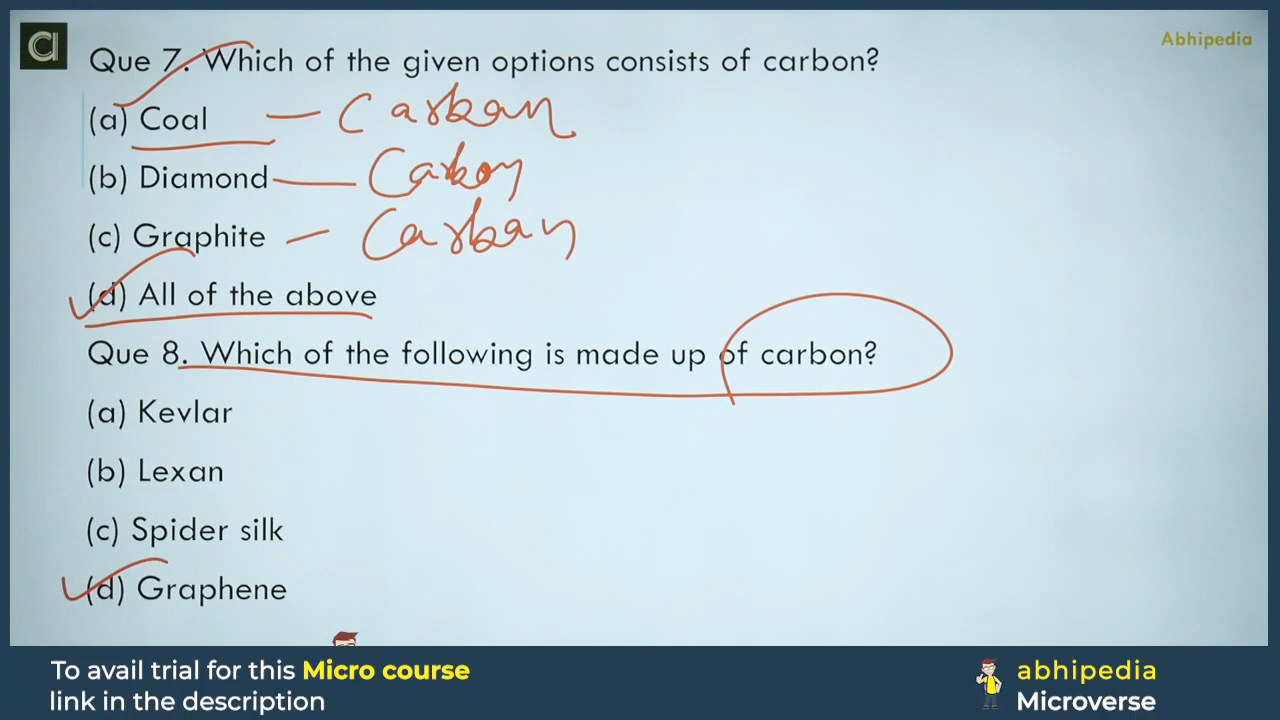 Abhipedia
Que 7. Which of the given options consists of carbon?
(a) Coal — Carban
(b) Diamond — Carbon
(c) Graphite — Carban
(d) All of the above
Que 8. Which of the following is made up of carbon?
(a) Kevlar
(b) Lexan
(c) Spider silk
(d) Graphene
To avail trial for this Micro course
link in the description
abhipedia
Microverse